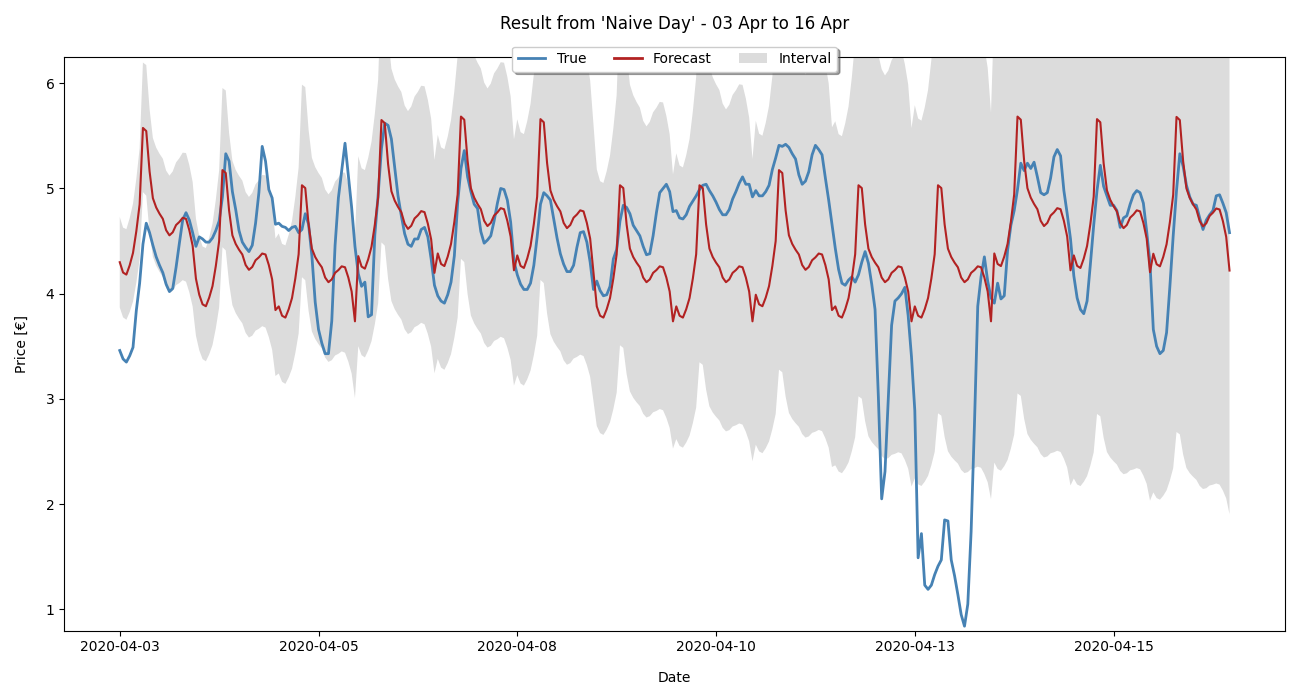 Result from 'Naive Day' - 03 Apr to 16 Apr
True Forecast Interval
6
5
4
3
2
1
Price [€]
2020-04-03 2020-04-05 2020-04-08 2020-04-10 2020-04-13 2020-04-15
Date